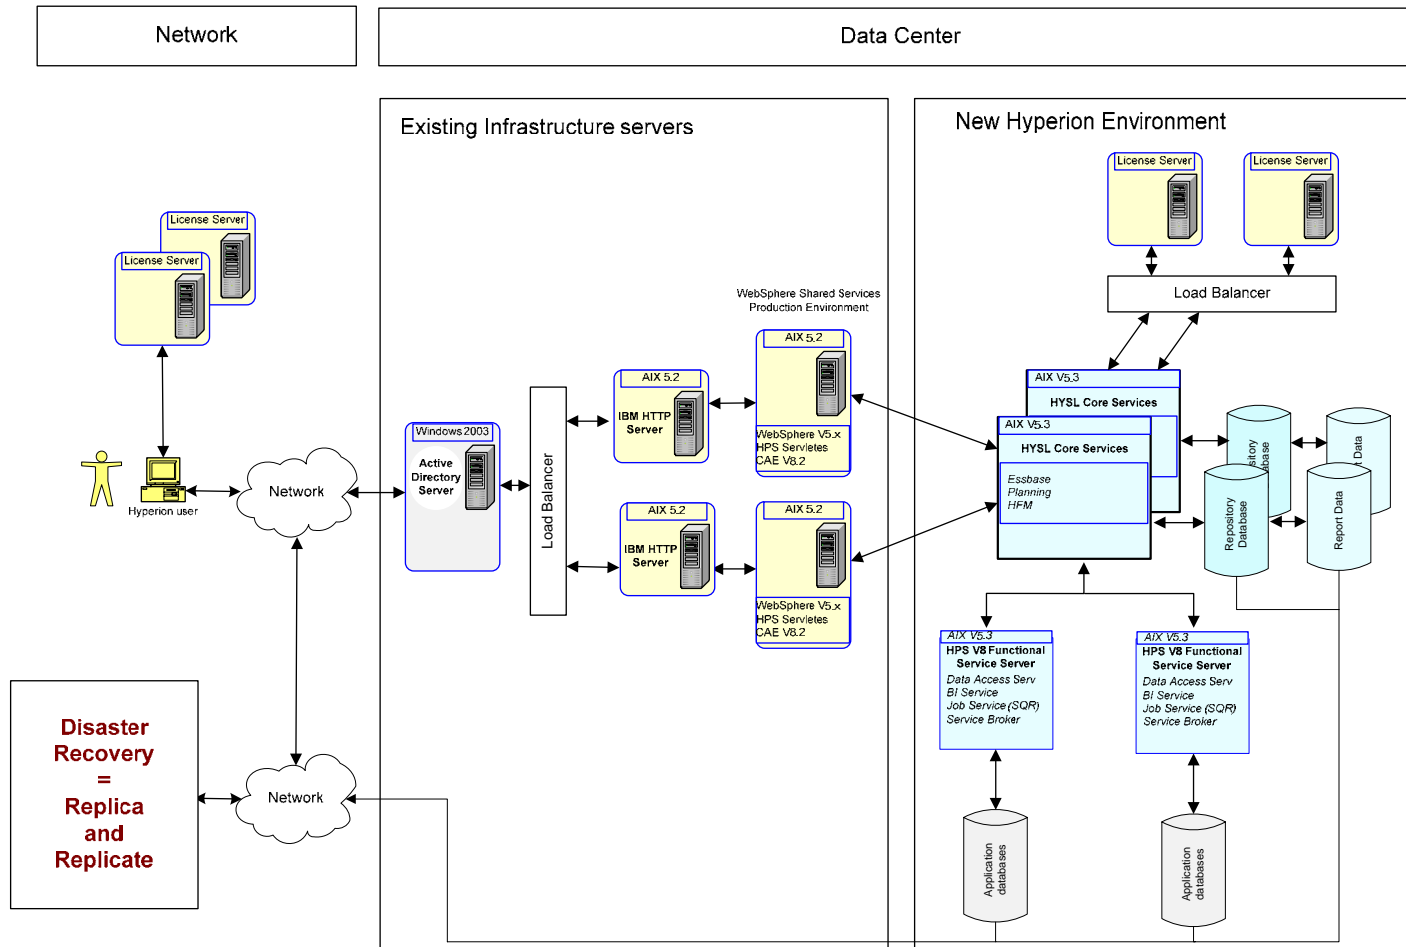 Network
Data Center
Existing Infrastructure servers
New Hyperion Environment
License Server
License Server
License Server
License Server
Load Balancer
WebSphere Shared Services
Production Environment
AIX 5.2
AIX 5.2
IBM HTTP
Server
WebSphere V5.x
HPS Servletes
CAE V8.2
AIX V5.3
HYSL Core Services
AIX V5.3
HYSL Core Services
Essbase
Planning
HFM
Windows 2003
Active
Directory
Server
Load Balancer
Hyperion user
Network
AIX 5.2
IBM HTTP
Server
AIX 5.2
WebSphere V5.x
HPS Servletes
CAE V8.2
Repository
Database
Report Data
AIX V5.3
HPS V8 Functional
Service Server
Data Access Serv
BI Service
Job Service (SQR)
Service Broker
AIX V5.3
HPS V8 Functional
Service Server
Data Access Serv
BI Service
Job Service (SQR)
Service Broker
Disaster
Recovery
=
Replica
and
Replicate
Network
Application
databases
Application
databases